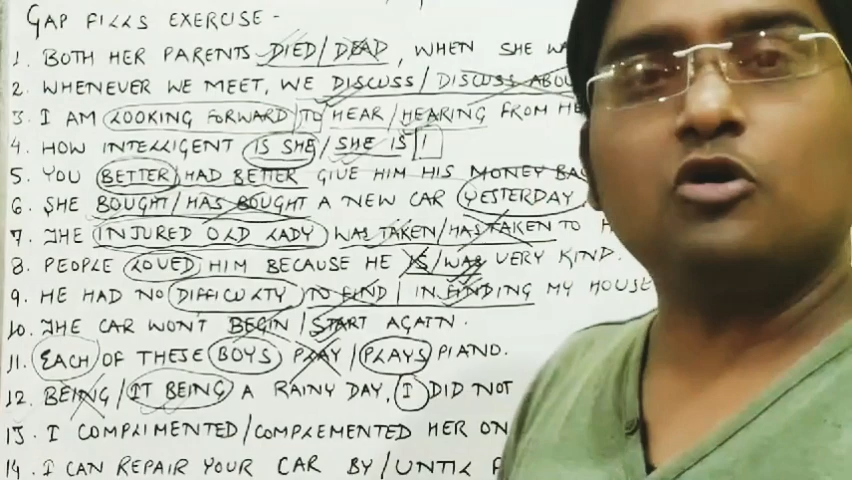 GAP FILLS EXERCISE -
1. BOTH HER PARENTS DIED/DEAD, WHEN SHE
2. WHENEVER WE MEET, WE DISCUSS/DISCUSS
3. I AM LOOKING FORWARD TO HEAR/HEARING FROM
4. HOW INTELLIGENT IS SHE/SHE IS !
5. YOU BETTER/HAD BETTER GIVE HIM HIS MONEY
6. SHE BOUGHT/HAS BOUGHT A NEW CAR YESTERDAY.
7. THE INJURED OLD LADY WAS TAKEN/HAS TAKEN TO
8. PEOPLE LOVED HIM BECAUSE HE IS/WAS VERY KIND.
9. HE HAD NO DIFFICULTY TO FIND/IN FINDING MY HOUSE
10. THE CAR WON'T BEGIN/START AGAIN.
11. EACH OF THESE BOYS PLAY/PLAYS PIANO.
12. BEING/IT BEING A RAINY DAY, I DID NOT
13. I COMPLIMENTED/COMPLEMENTED HER ON
14. I CAN REPAIR YOUR CAR BY/UNTIL